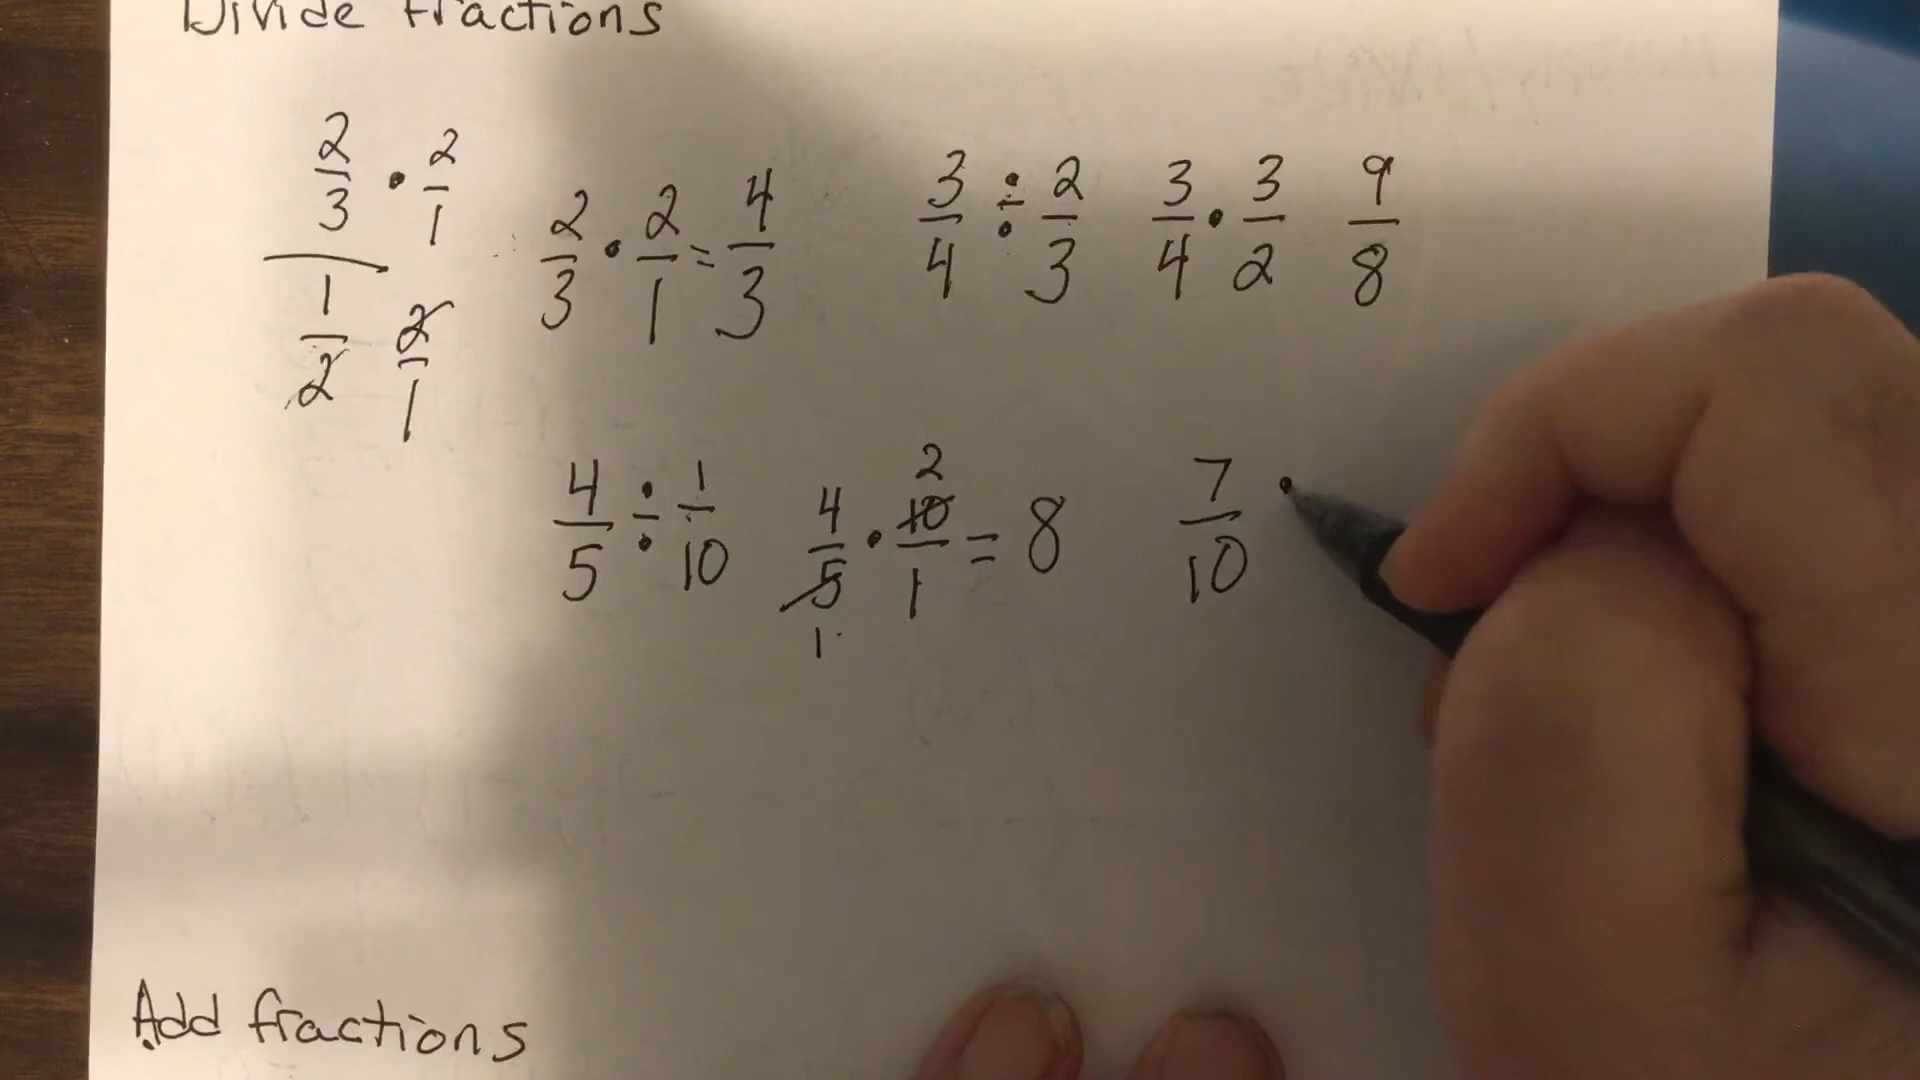 Divide fractions
2/3 · 2/1
1/2 2/1
2/3 · 2/1 = 4/3
3/4 ÷ 2/3 3/4 · 3/2 9/8
4/5 ÷ 1/10 4/5 · 10/1 = 8 7/10 ·
2
1
Add fractions